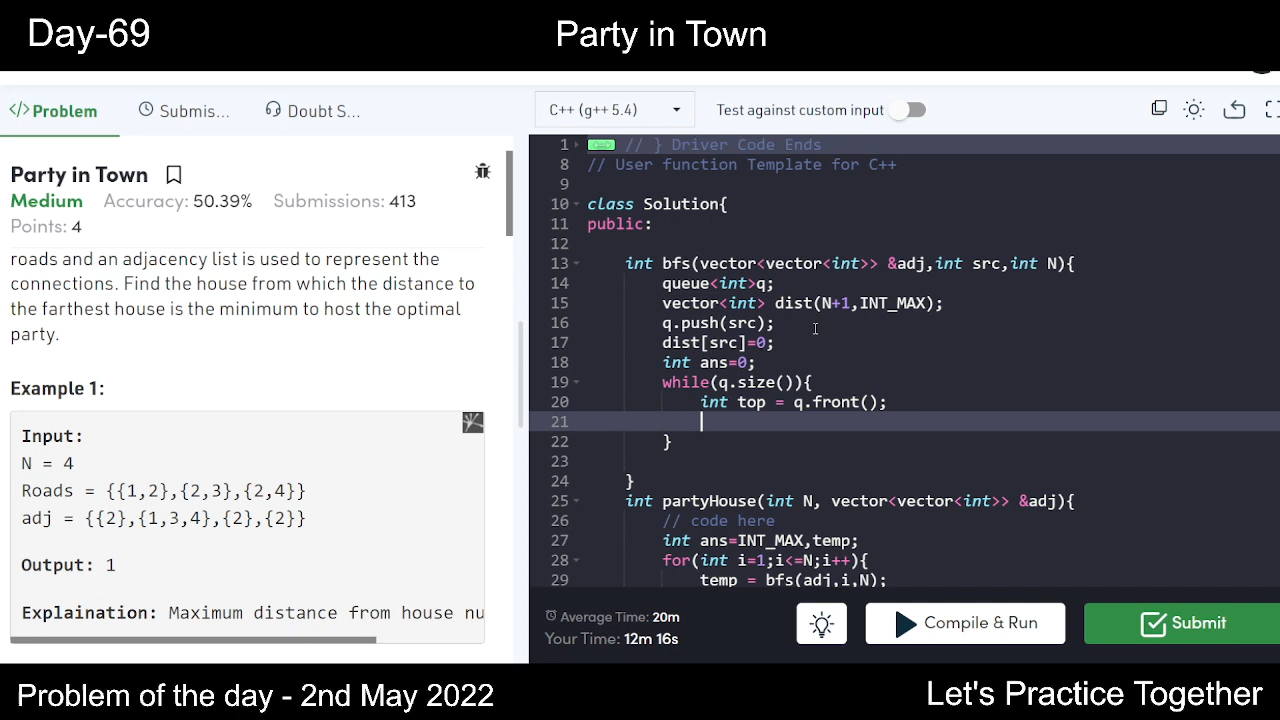 Day-69
Party in Town
</>Problem
Submis...
Doubt S...
C++ (g++ 5.4)
Test against custom input
Party in Town
Medium Accuracy: 50.39% Submissions: 413
Points: 4
roads and an adjacency list is used to represent the
connections. Find the house from which the distance to
the farthest house is the minimum to host the optimal
party.
Example 1:
Input:
N = 4
Roads = {{1,2},{2,3},{2,4}}
adj = {{2},{1,3,4},{2},{2}}
Output: 1
Explaination: Maximum distance from house nu
1 // } Driver Code Ends
8 // User function Template for C++
9
10 class Solution{
11 public:
12
13 int bfs(vector<vector<int>> &adj,int src,int N){
14 queue<int>q;
15 vector<int> dist(N+1,INT_MAX);
16 q.push(src);
17 dist[src]=0;
18 int ans=0;
19 while(q.size()){
20 int top = q.front();
21
22 }
23
24 }
25 int partyHouse(int N, vector<vector<int>> &adj){
26 // code here
27 int ans=INT_MAX,temp;
28 for(int i=1;i<=N;i++){
29 temp = bfs(adj,i,N);
Average Time: 20m
Your Time: 12m 16s
Compile & Run
Submit
Problem of the day - 2nd May 2022
Let's Practice Together